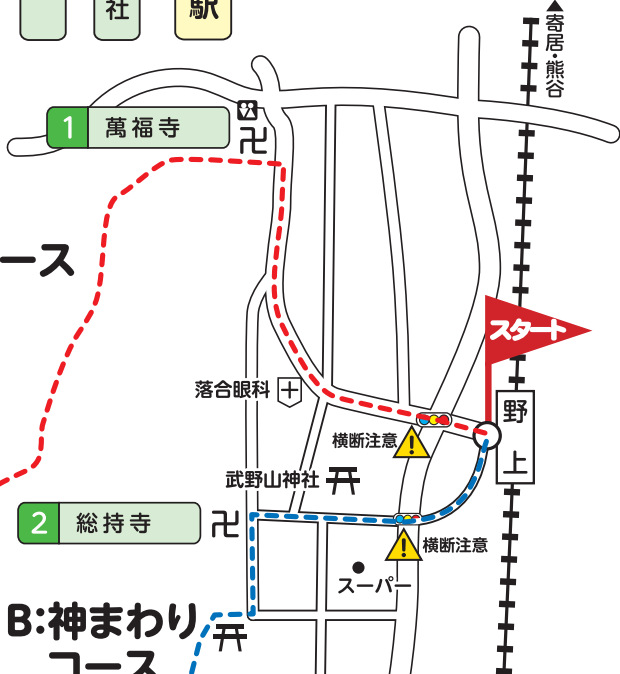 社
駅
▲
寄居・熊谷
1 萬福寺
卍
ース
スタート
落合眼科
野上
横断注意
武野山神社
2 総持寺
卍
横断注意
スーパー
B:神まわり
コース